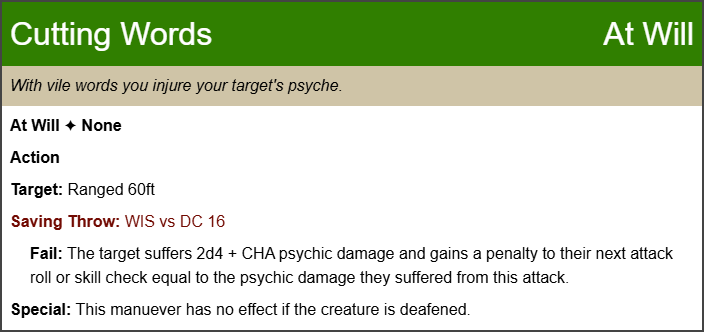 Cutting Words At Will
With vile words you injure your target's psyche.
At Will ✦ None
Action
Target: Ranged 60ft
Saving Throw: WIS vs DC 16
Fail: The target suffers 2d4 + CHA psychic damage and gains a penalty to their next attack
roll or skill check equal to the psychic damage they suffered from this attack.
Special: This manuever has no effect if the creature is deafened.